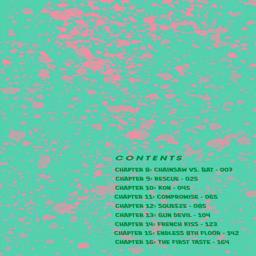 CONTENTS
CHAPTER 8: CHAINSAW VS. BAT - 007
CHAPTER 9: RESCUE - 025
CHAPTER 10: KON - 045
CHAPTER 11: COMPROMISE - 065
CHAPTER 12: SQUEEZE - 085
CHAPTER 13: GUN DEVIL - 104
CHAPTER 14: FRENCH KISS - 123
CHAPTER 15: ENDLESS 8TH FLOOR - 142
CHAPTER 16: THE FIRST TASTE - 164